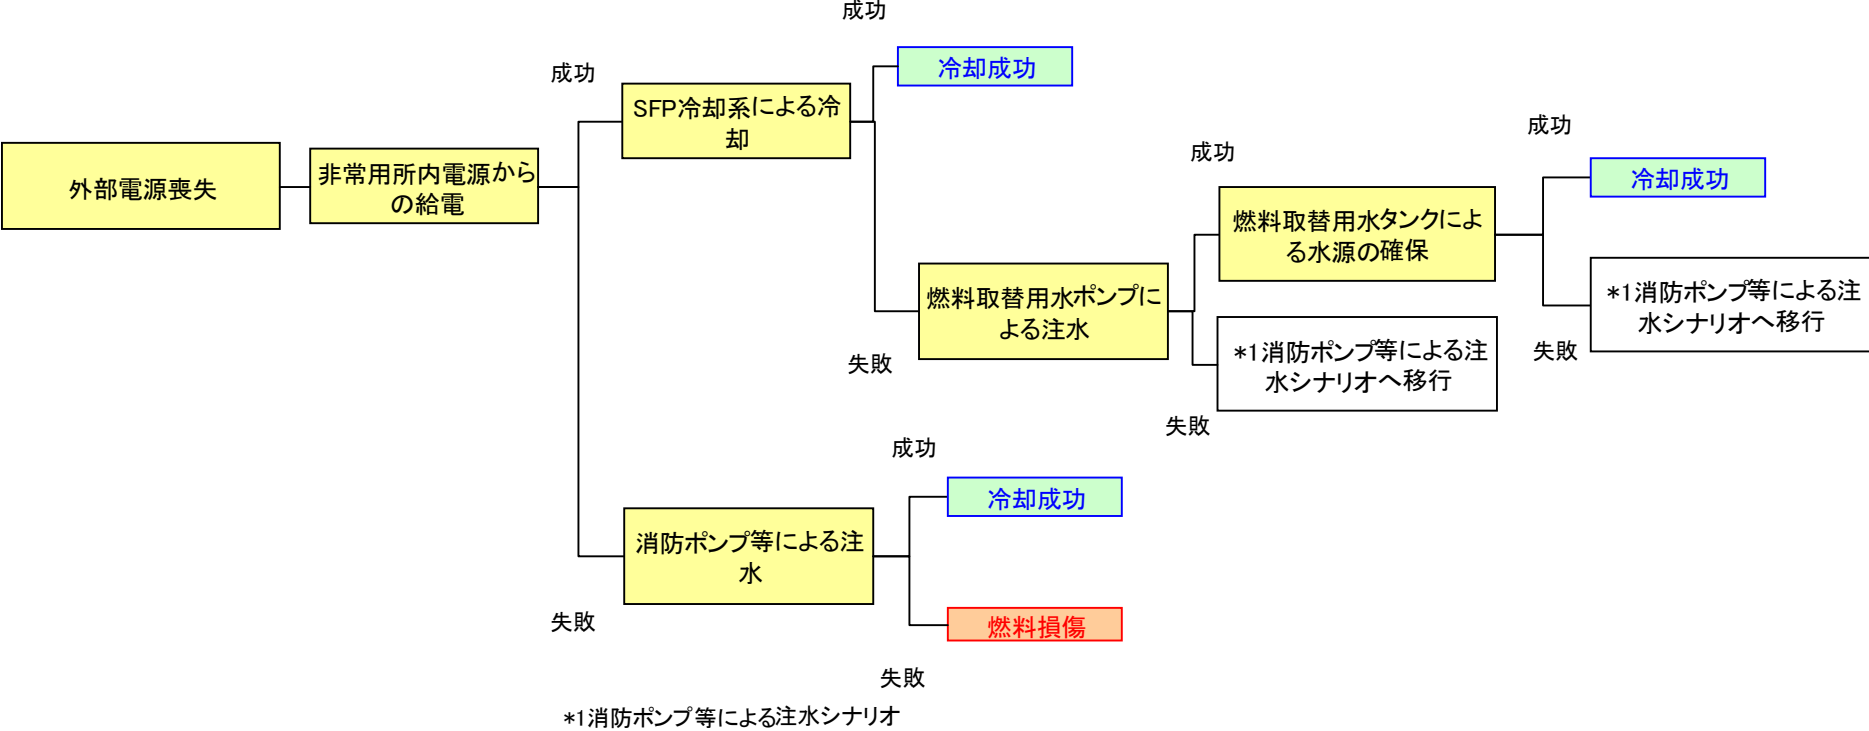 成功
冷却成功
成功
SFP冷却系による冷
却
成功
成功
外部電源喪失
非常用所内電源から
の給電
冷却成功
燃料取替用水タンクによ
る水源の確保
燃料取替用水ポンプに
よる注水
*1消防ポンプ等による注
水シナリオへ移行
*1消防ポンプ等による注
水シナリオへ移行
失敗
失敗
失敗
成功
冷却成功
消防ポンプ等による注
水
失敗
燃料損傷
失敗
*1消防ポンプ等による注水シナリオ